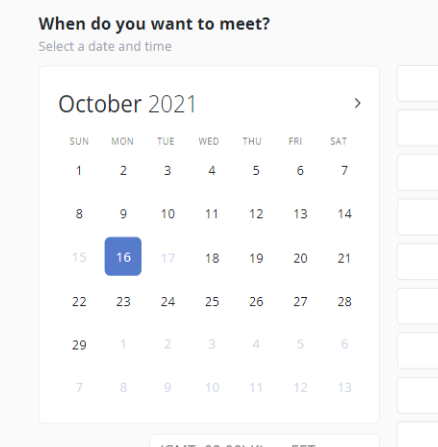 When do you want to meet?
Select a date and time
October 2021 >
SUN MON TUE WED THU FRI SAT
1 2 3 4 5 6 7
8 9 10 11 12 13 14
15 16 17 18 19 20 21
22 23 24 25 26 27 28
29 1 2 3 4 5 6
7 8 9 10 11 12 13